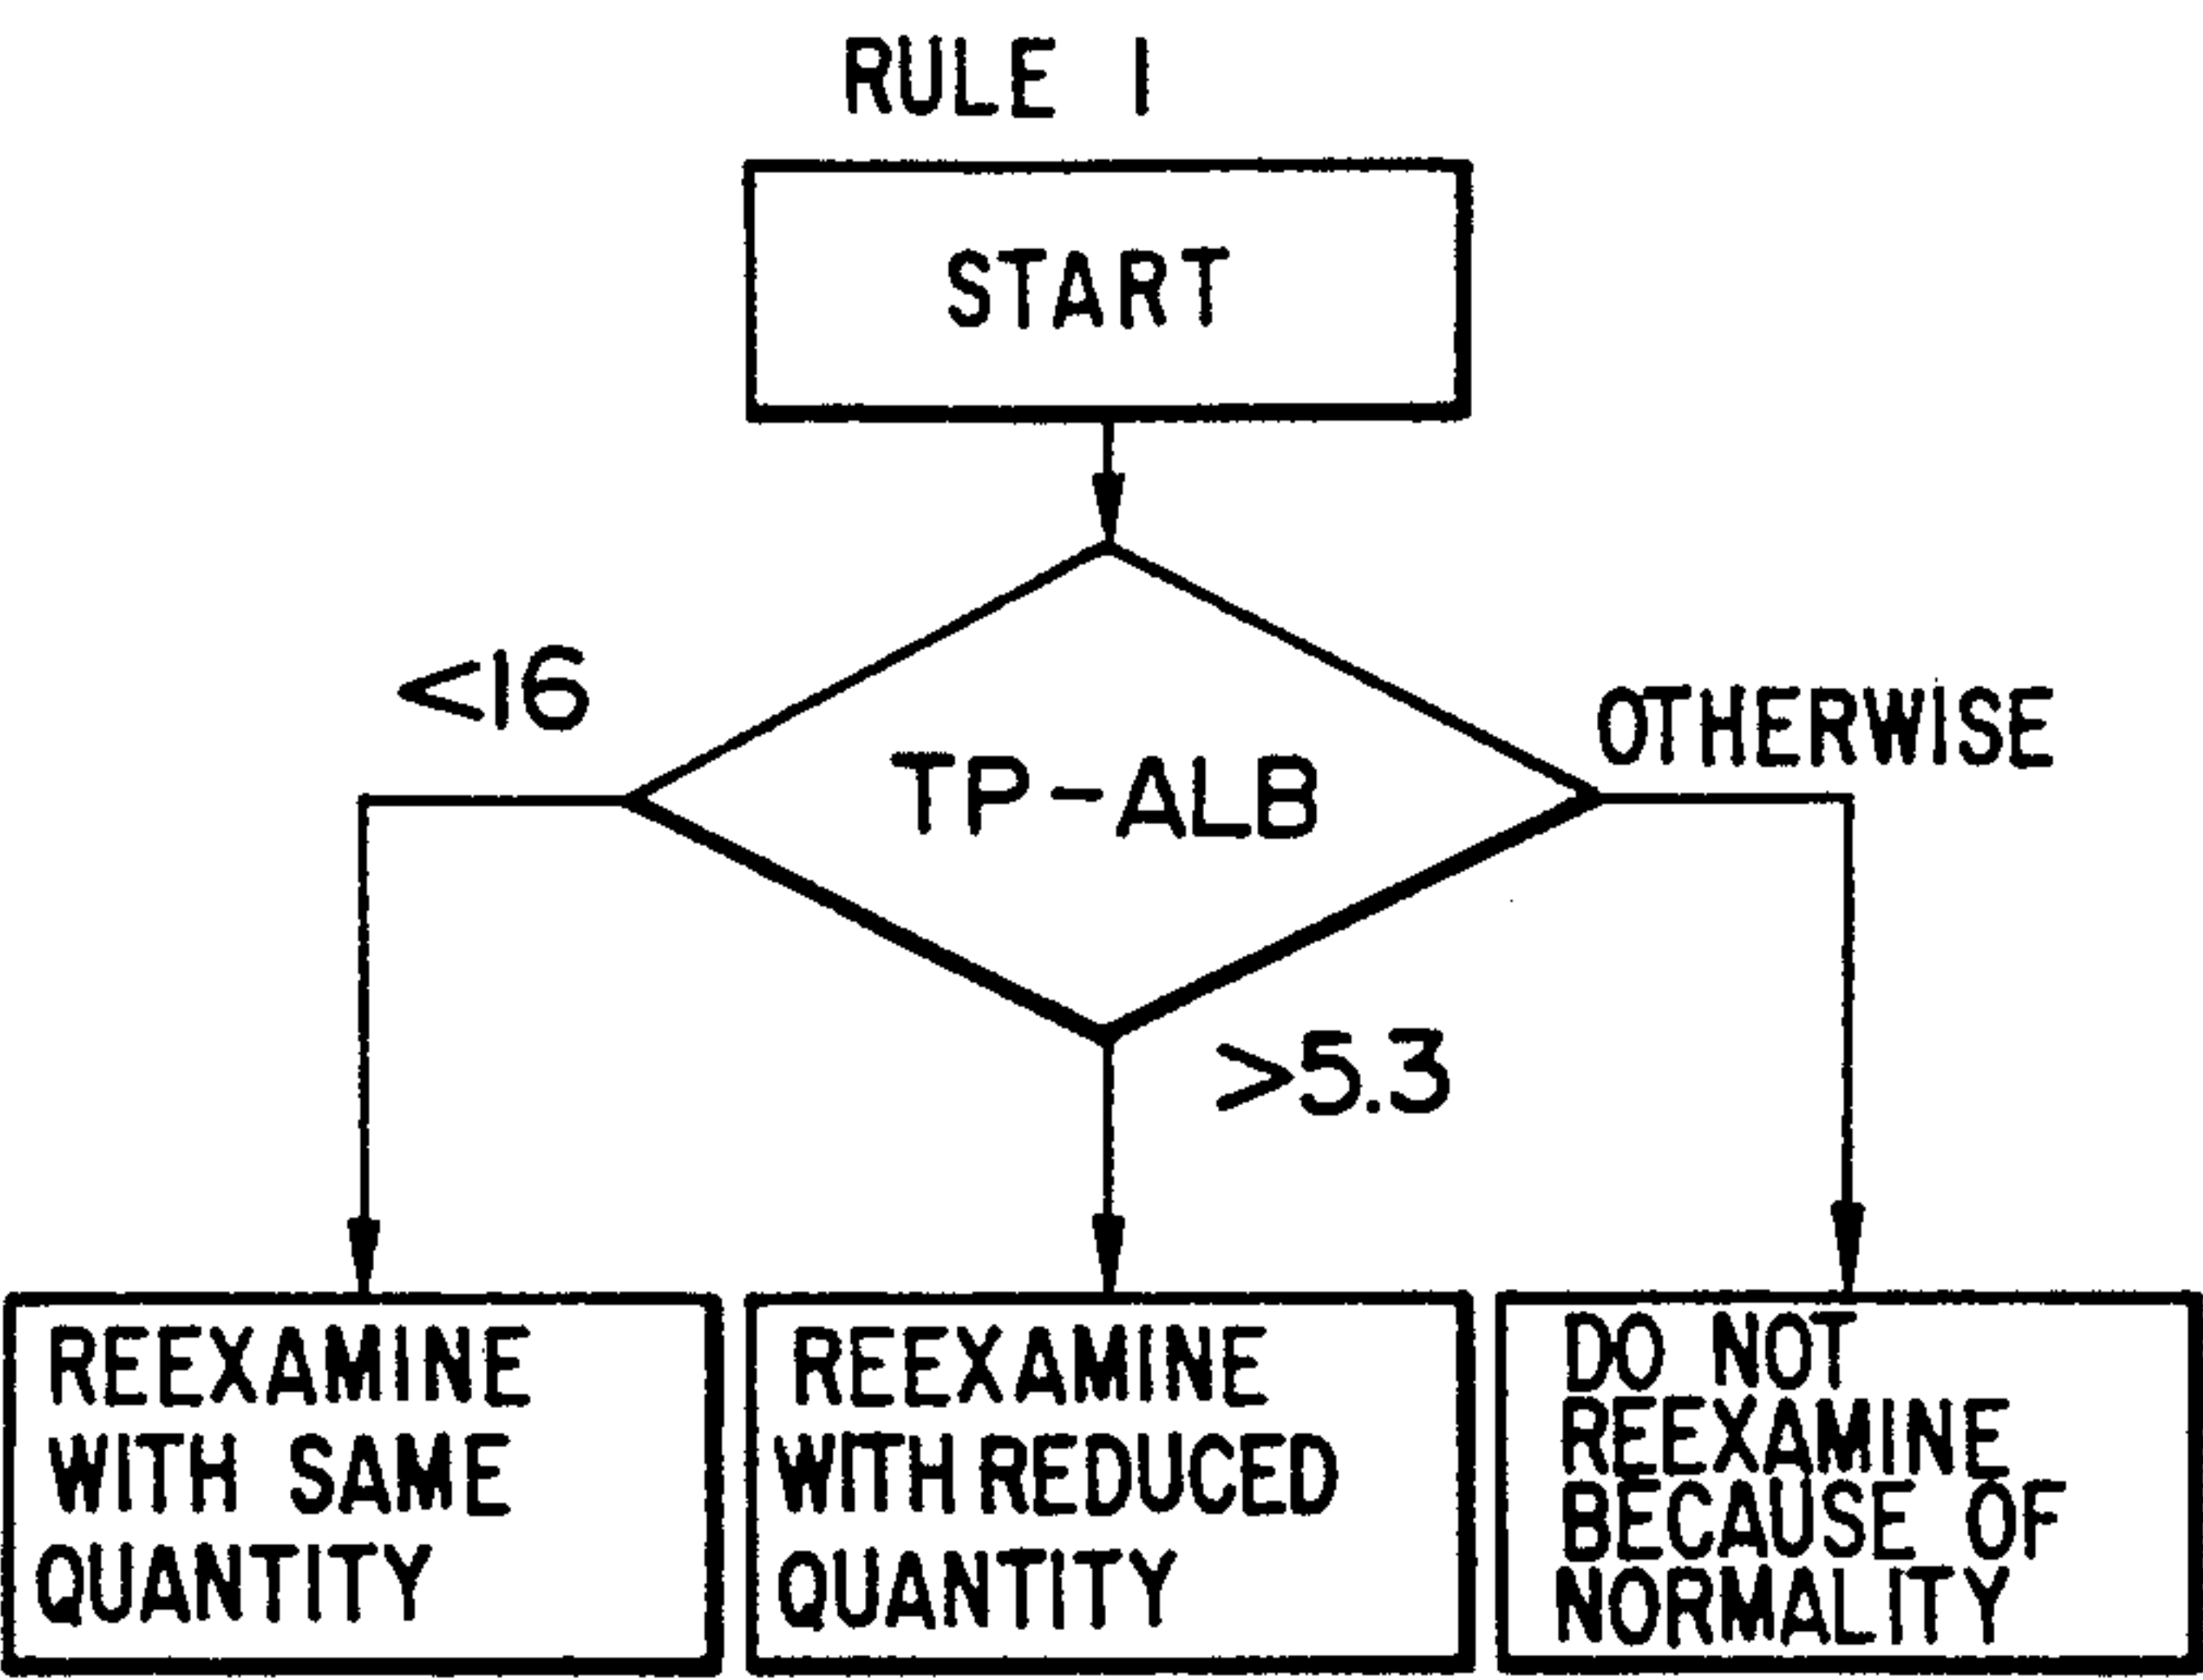 RULE 1
START
<16
OTHERWISE
TP-ALB
>5.3
REEXAMINE
WITH SAME
QUANTITY
REEXAMINE
WITH REDUCED
QUANTITY
DO NOT
REEXAMINE
BECAUSE OF
NORMALITY